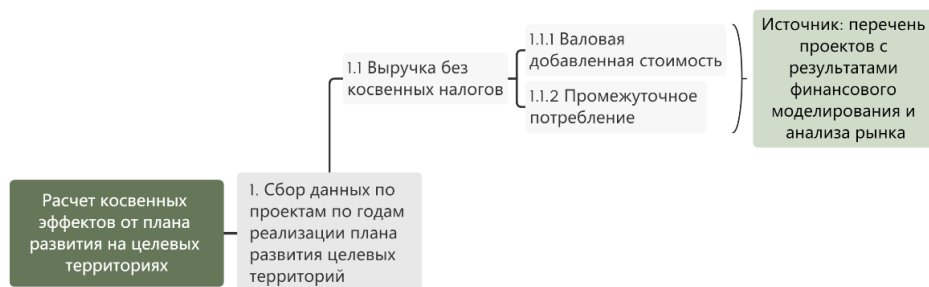 Расчет косвенных
эффектов от плана
развития на целевых
территориях
1. Сбор данных по
проектам по годам
реализации плана
развития целевых
территорий
1.1 Выручка без
косвенных налогов
1.1.1 Валовая
добавленная стоимость
1.1.2 Промежуточное
потребление
Источник: перечень
проектов с
результатами
финансового
моделирования и
анализа рынка